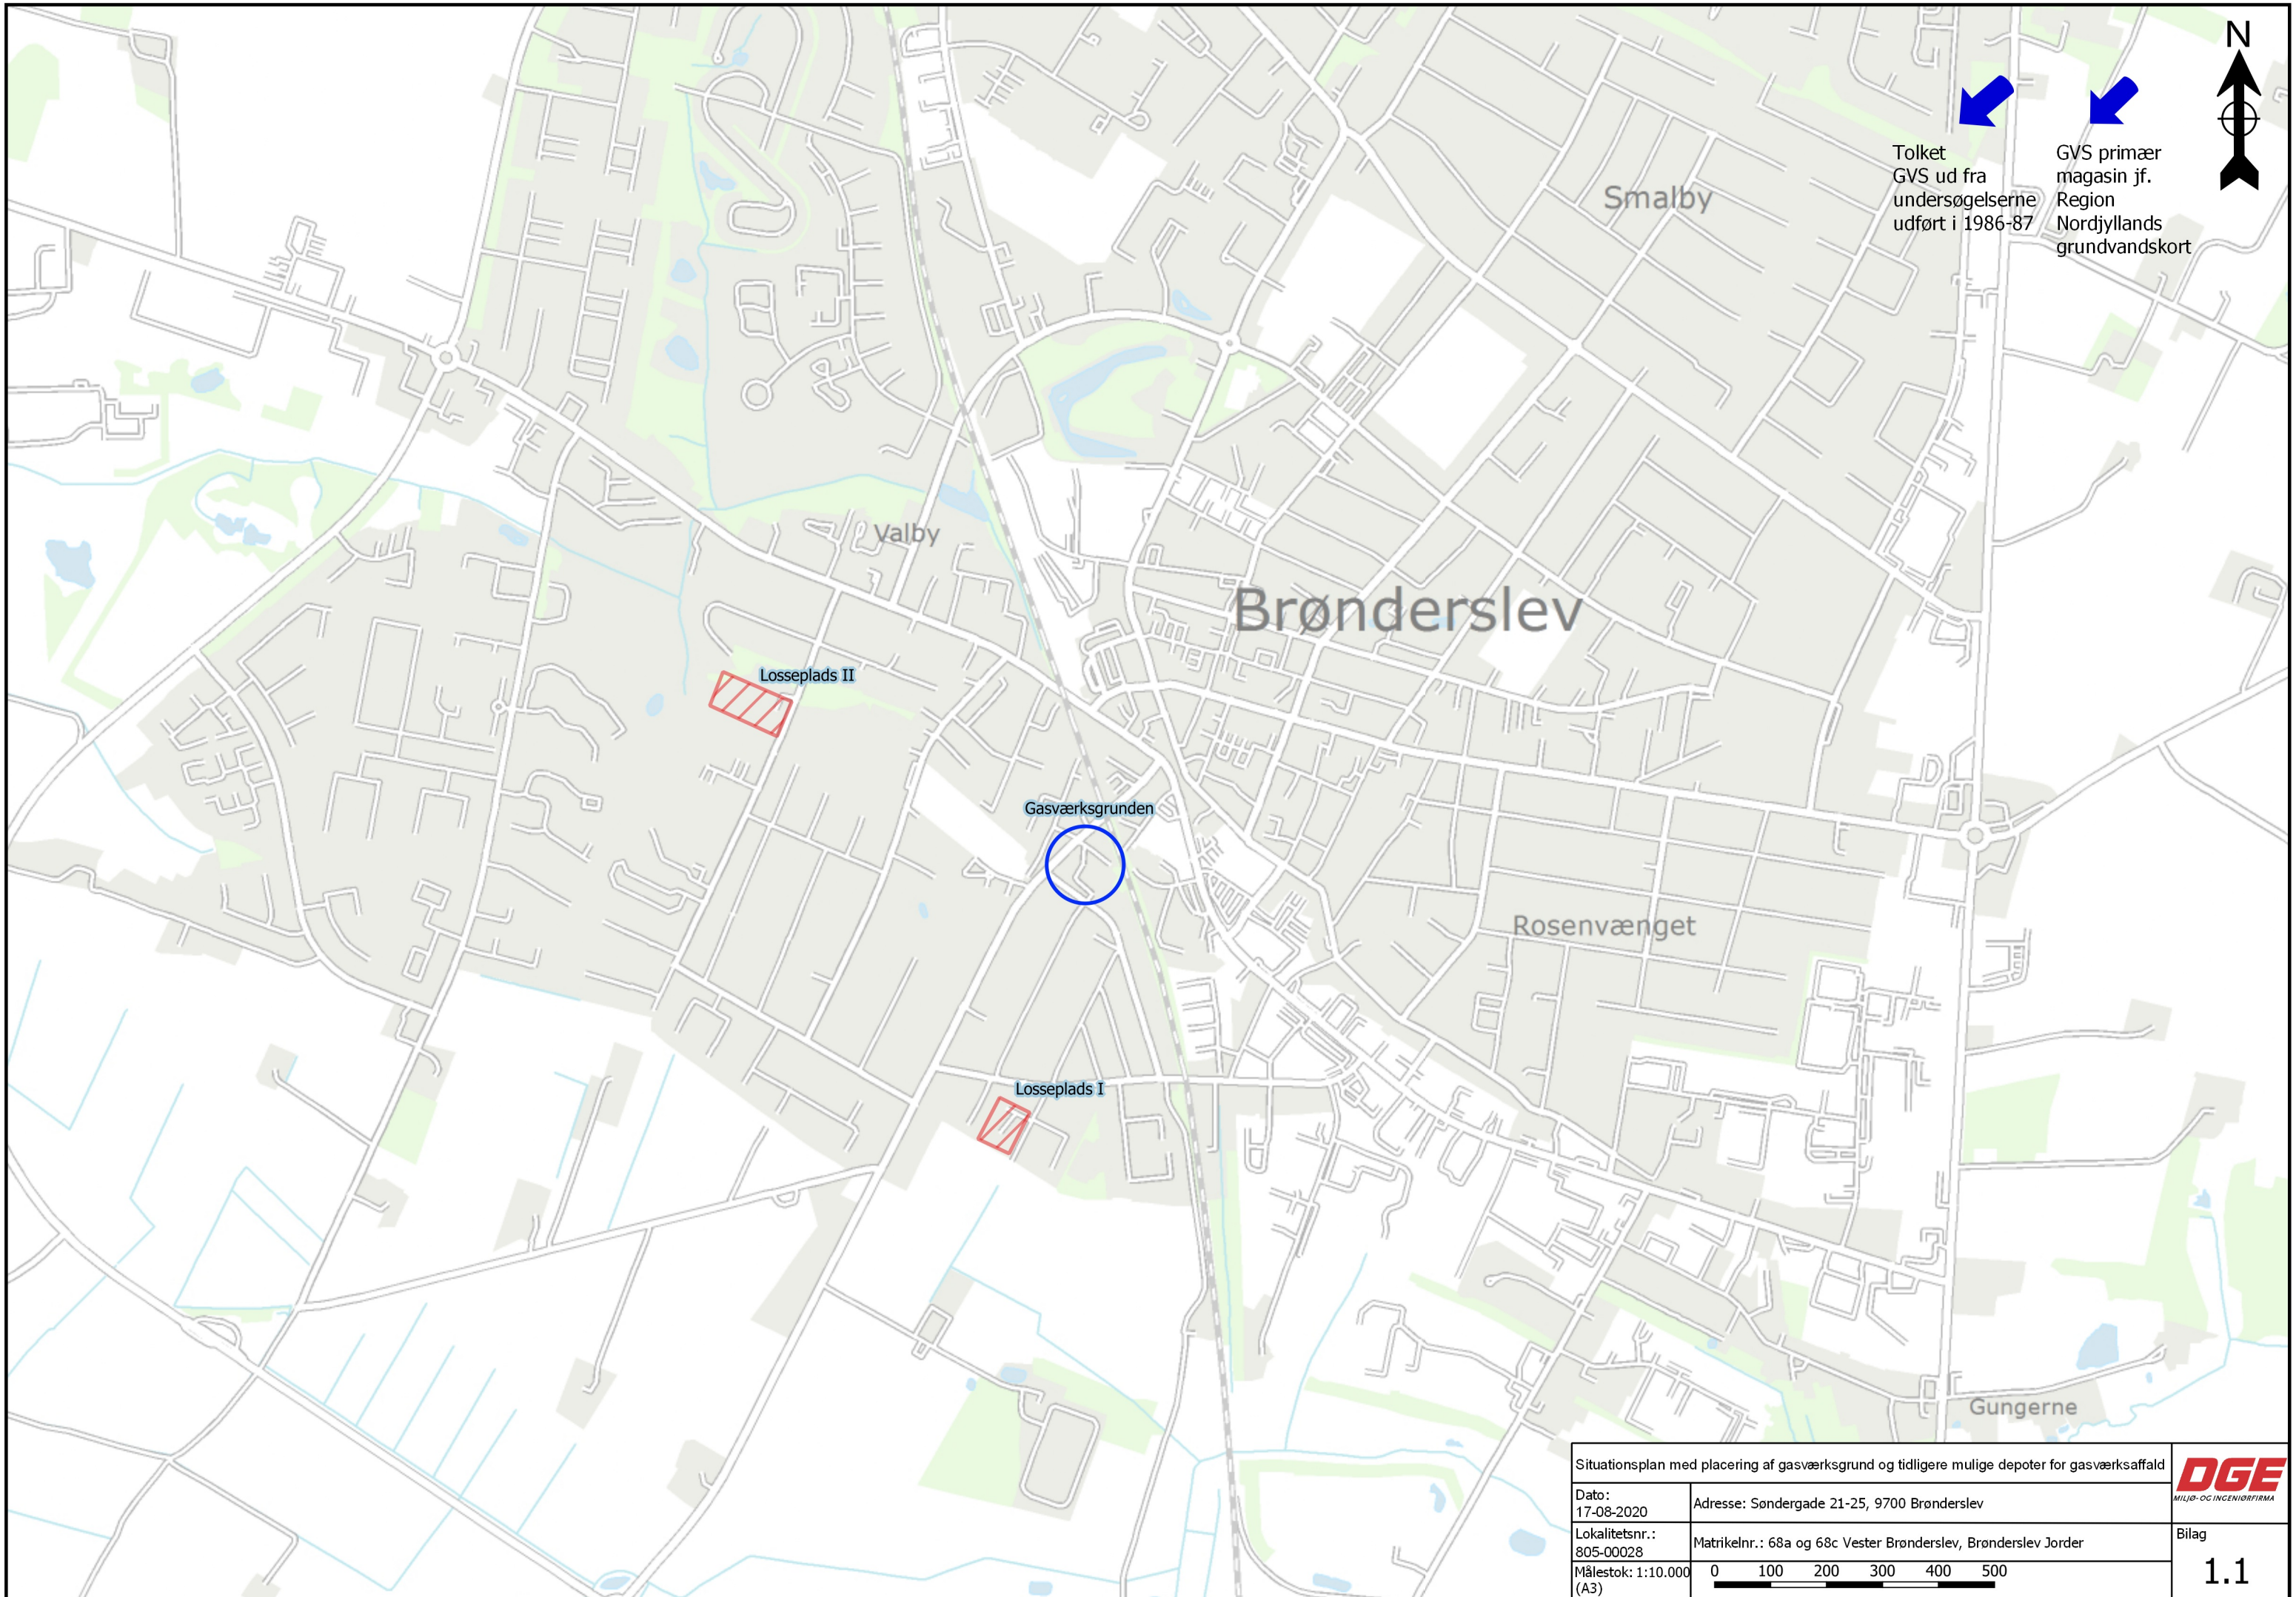 N
Tolket
GVS ud fra
undersøgelserne
udført i 1986-87
GVS primær
magasin jf.
Region
Nordjyllands
grundvandskort
Smalby
Valby
Brønderslev
Losseplads II
Gasværksgrunden
Rosenvænget
Losseplads I
Gungerne
Situationsplan med placering af gasværksgrund og tidligere mulige depoter for gasværksaffald
DGE
MILJØ- OG INGENIØRFIRMA
Dato:
17-08-2020
Adresse: Søndergade 21-25, 9700 Brønderslev
Lokalitetsnr.:
805-00028
Matrikelnr.: 68a og 68c Vester Brønderslev, Brønderslev Jorder
Bilag
1.1
Målestok: 1:10.000
(A3)
0 100 200 300 400 500